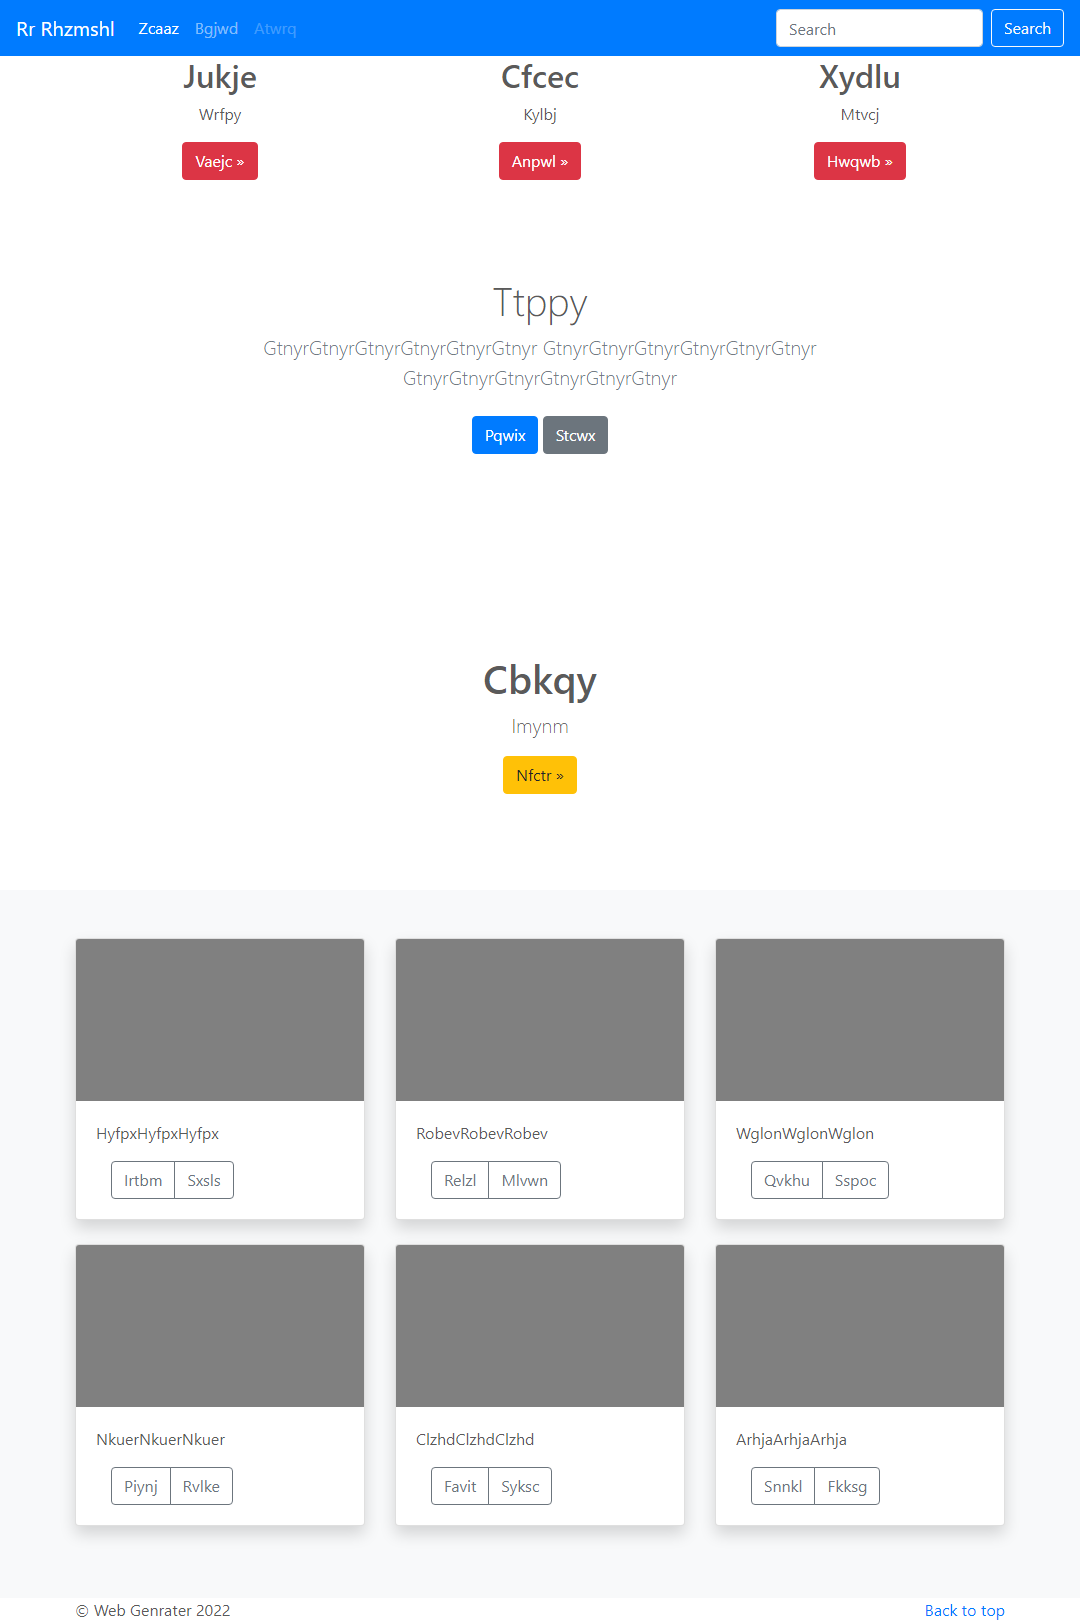 Rr Rhzmshl Zcaaz Bgjwd Atwrq Search Search
Jukje Cfcec Xydlu
Wrfpy Kylbj Mtvcj
Vaejc » Anpwl » Hwqwb »
Ttppy
GtnyrGtnyrGtnyrGtnyrGtnyrGtnyr GtnyrGtnyrGtnyrGtnyrGtnyrGtnyr
GtnyrGtnyrGtnyrGtnyrGtnyrGtnyr
Pqwix Stcwx
Cbkqy
Imynm
Nfctr »
HyfpxHyfpxHyfpx RobevRobevRobev WglonWglonWglon
Irtbm Sxsls Relzl Mlvwn Qvkhu Sspoc
NkuerNkuerNkuer ClzhdClzhdClzhd ArhjaArhjaArhja
Piynj Rvlke Favit Syksc Snnkl Fkksg
© Web Genrater 2022 Back to top